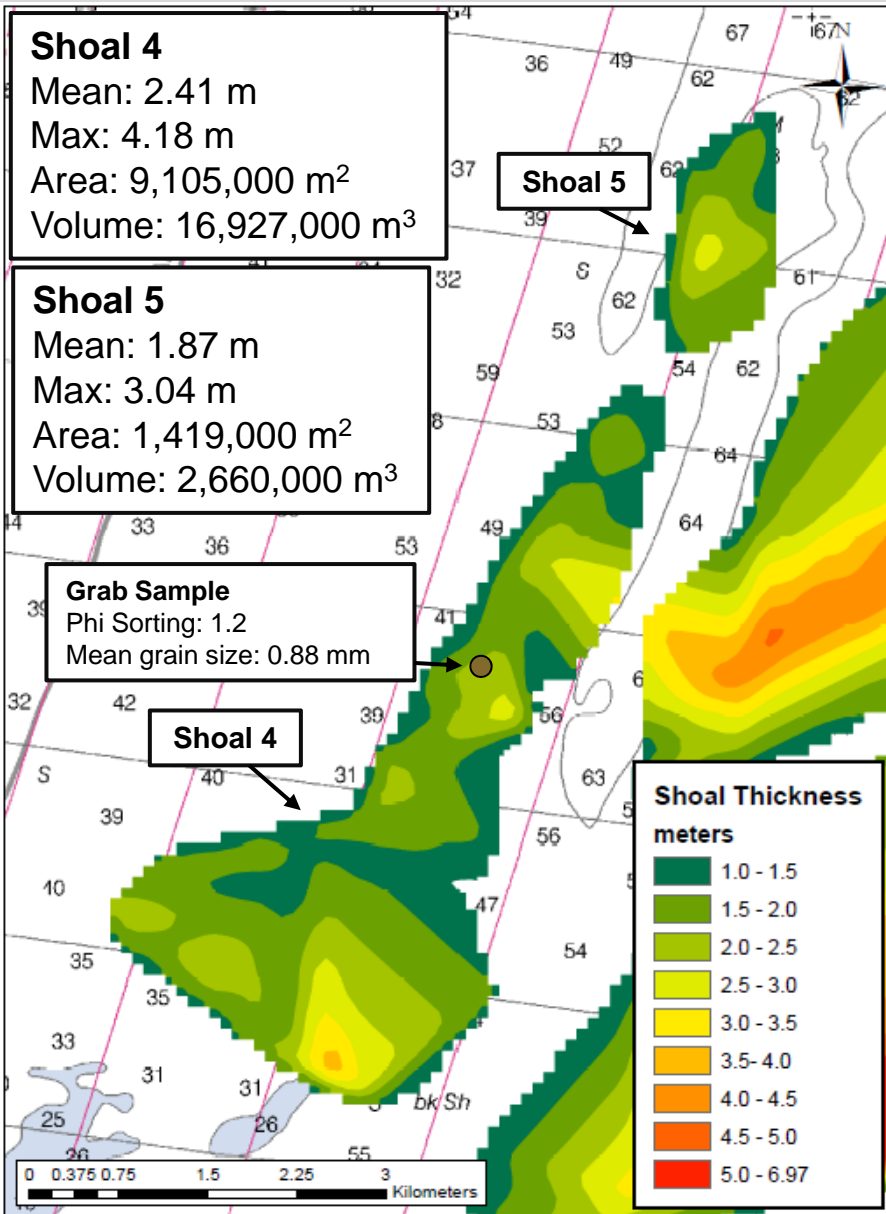 Shoal 4
Mean: 2.41 m
Max: 4.18 m
Area: 9,105,000 m²
Volume: 16,927,000 m³
Shoal 5
Mean: 1.87 m
Max: 3.04 m
Area: 1,419,000 m²
Volume: 2,660,000 m³
Grab Sample
Phi Sorting: 1.2
Mean grain size: 0.88 mm
Shoal 5
Shoal 4
N
67
67
36
49
62
52
37
62
39
32
S
61
62
53
59
54
62
53
64
33
36
53
49
64
41
32
42
39
56
S
40
31
63
39
56
40
47
35
54
35
33
31
31
bk Sh
25
26
55
Shoal Thickness
meters
1.0 - 1.5
1.5 - 2.0
2.0 - 2.5
2.5 - 3.0
3.0 - 3.5
3.5- 4.0
4.0 - 4.5
4.5 - 5.0
5.0 - 6.97
0 0.375 0.75 1.5 2.25 3
Kilometers